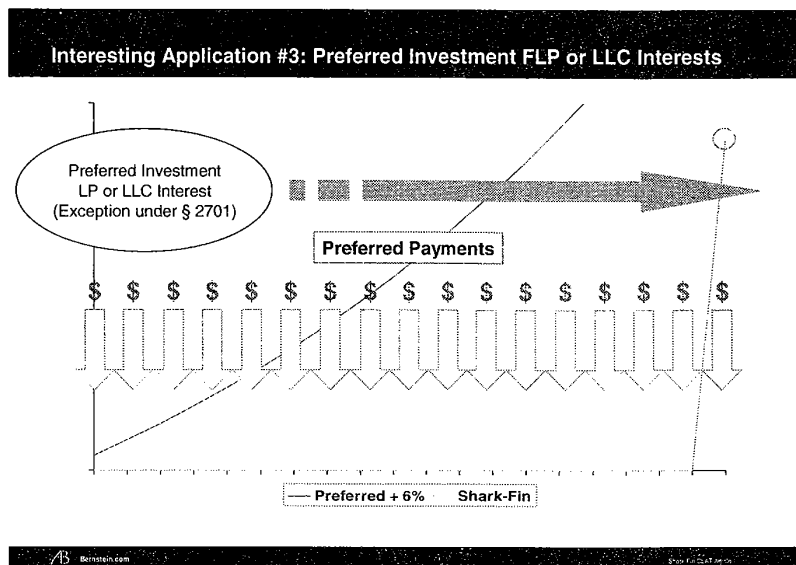 Interesting Application #3: Preferred Investment FLP or LLC Interests
Preferred Investment
LP or LLC Interest
(Exception under § 2701)
Preferred Payments
$ $ $ $ $ $ $ $ $ $ $ $ $ $ $ $ $
Preferred + 6% Shark-Fin
AB Bernstein.com